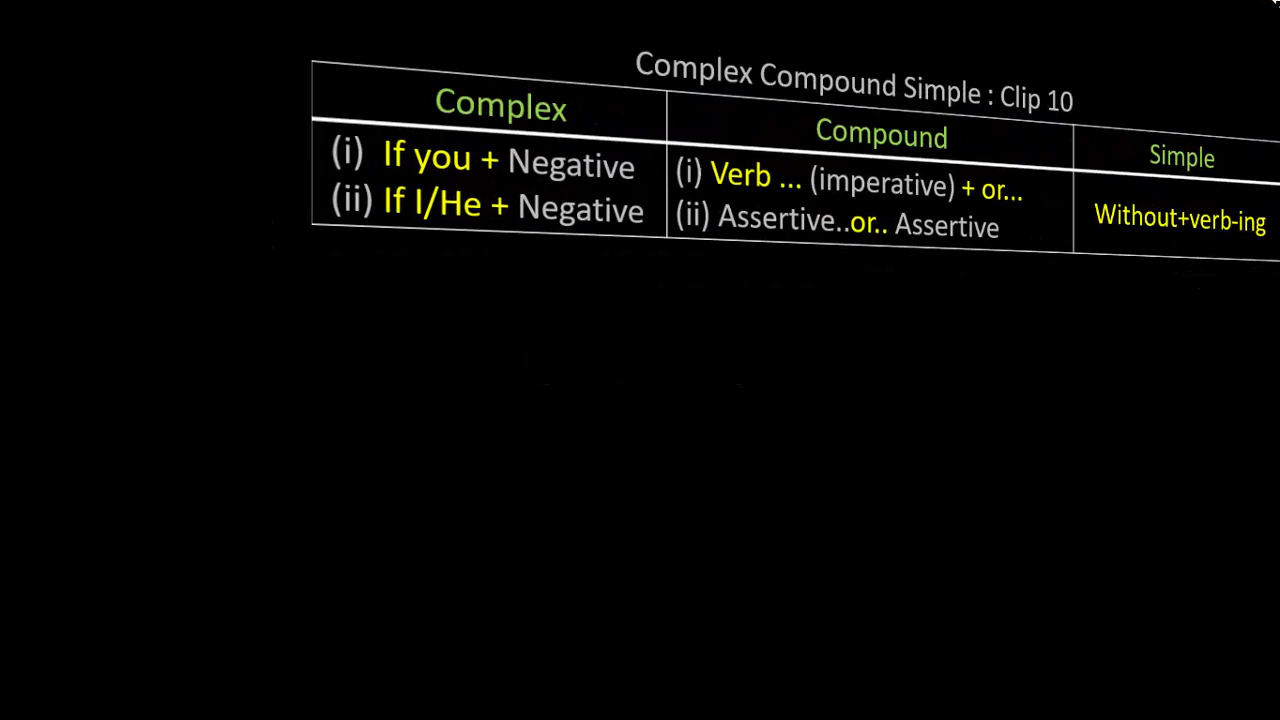 Complex Compound Simple : Clip 10
Complex
Compound
Simple
(i) If you + Negative
(ii) If I/He + Negative
(i) Verb ... (imperative) + or...
(ii) Assertive..or.. Assertive
Without+verb-ing